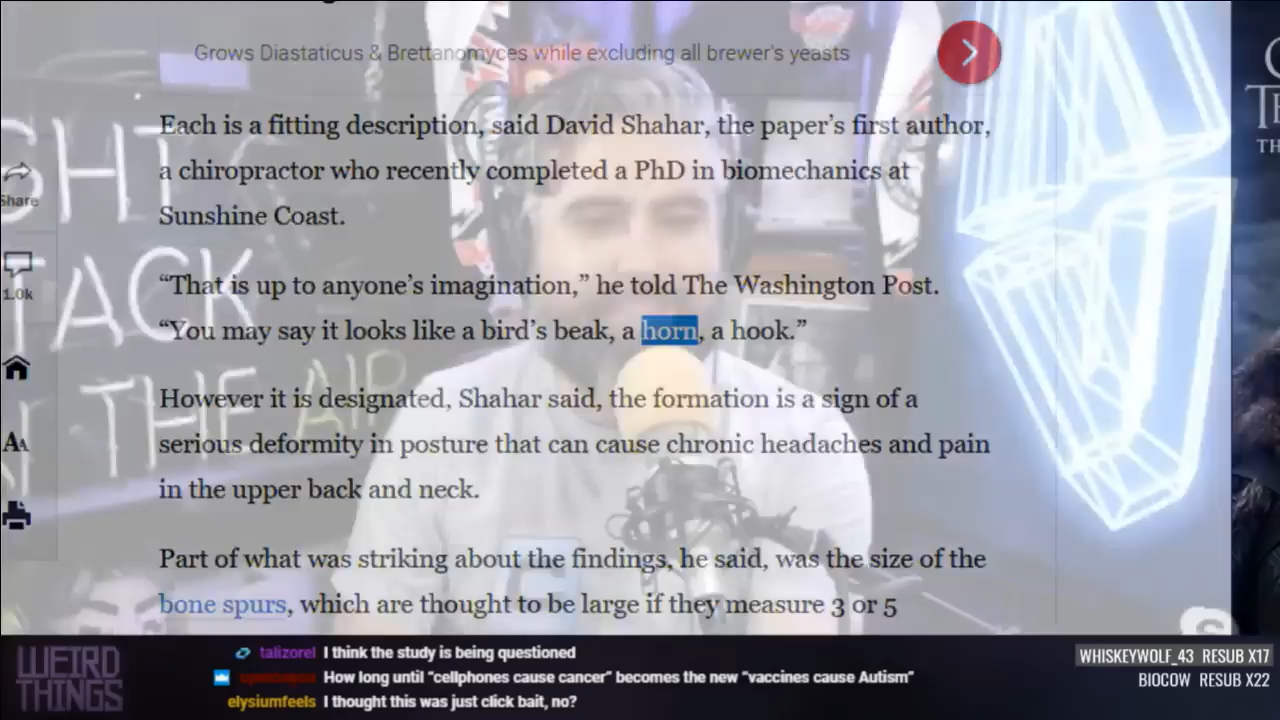 Grows Diastaticus & Brettanomyces while excluding all brewer's yeasts
Each is a fitting description, said David Shahar, the paper's first author,
a chiropractor who recently completed a PhD in biomechanics at
Sunshine Coast.
Share
“That is up to anyone’s imagination,” he told The Washington Post.
“You may say it looks like a bird’s beak, a horn, a hook.”
1.0k
However it is designated, Shahar said, the formation is a sign of a
serious deformity in posture that can cause chronic headaches and pain
in the upper back and neck.
AA
Part of what was striking about the findings, he said, was the size of the
bone spurs, which are thought to be large if they measure 3 or 5
TACK
THE AIR
WEIRD
THINGS
talizorel I think the study is being questioned
How long until “cellphones cause cancer” becomes the new “vaccines cause Autism”
elysiumfeels I thought this was just click bait, no?
WHISKEYWOLF_43 RESUB X17
BIOCOW RESUB X22